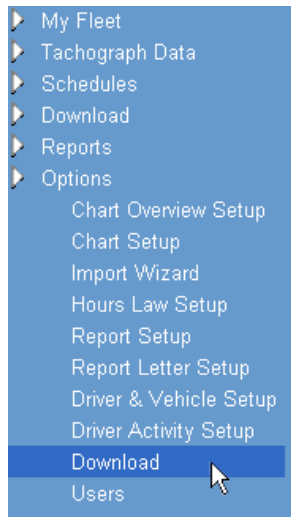 My Fleet
Tachograph Data
Schedules
Download
Reports
Options
Chart Overview Setup
Chart Setup
Import Wizard
Hours Law Setup
Report Setup
Report Letter Setup
Driver & Vehicle Setup
Driver Activity Setup
Download
Users